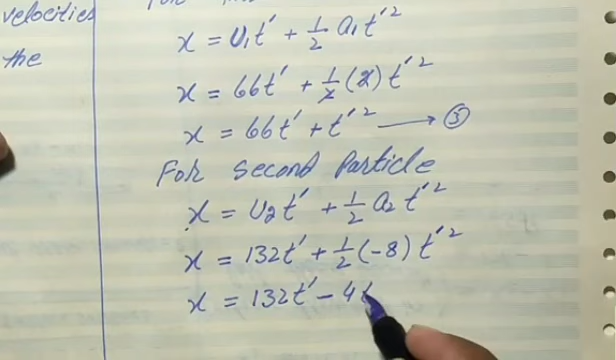 velocities
the
x = U₁t' + 1/2 a₁t'²
x = 66t' + 1/2 (2) t'²
x = 66t' + t'² ⟶ ③
For Second Particle
x = U₂t' + 1/2 a₂ t'²
x = 132t' + 1/2 (-8) t'²
x = 132t' - 4t